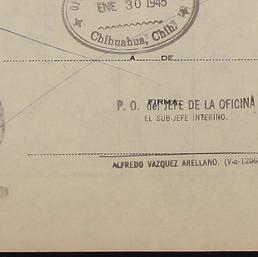 ENE 30 1945
Chihuahua, Chih.
A DE
FIRMA.
P. O. del JEFE DE LA OFICINA
EL SUB-JEFE INTERINO.
ALFREDO VAZQUEZ ARELLANO. (V-a-1206